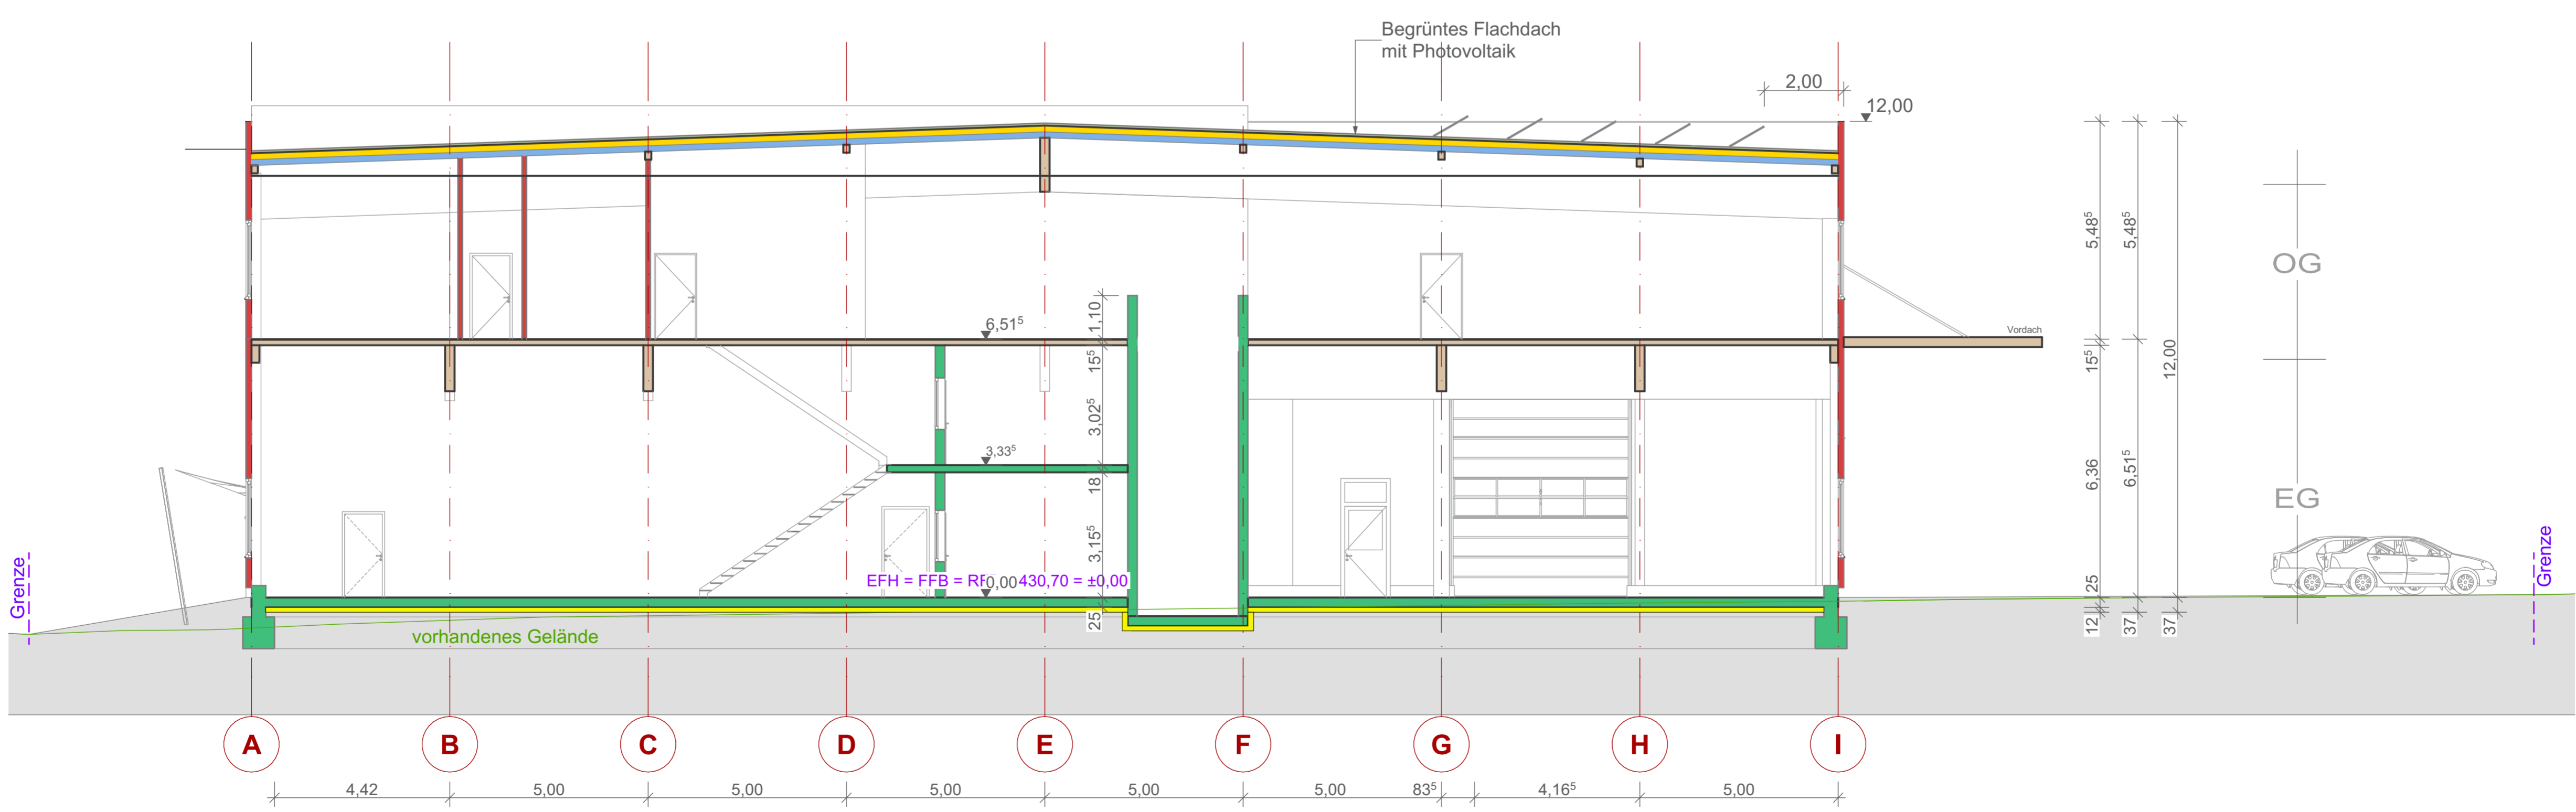 Begrüntes Flachdach
mit Photovoltaik
2,00
12,00
5,48⁵
5,48⁵
OG
1,10
6,51⁵
Vordach
15⁵
15⁵
12,00
3,02⁵
3,33⁵
6,36
6,51⁵
18
EG
3,15⁵
Grenze
Grenze
EFH = FFB = RF
0,00
430,70 = ±0,00
25
25
12
37
37
vorhandenes Gelände
A
B
C
D
E
F
G
H
I
4,42
5,00
5,00
5,00
5,00
5,00
83⁵
4,16⁵
5,00